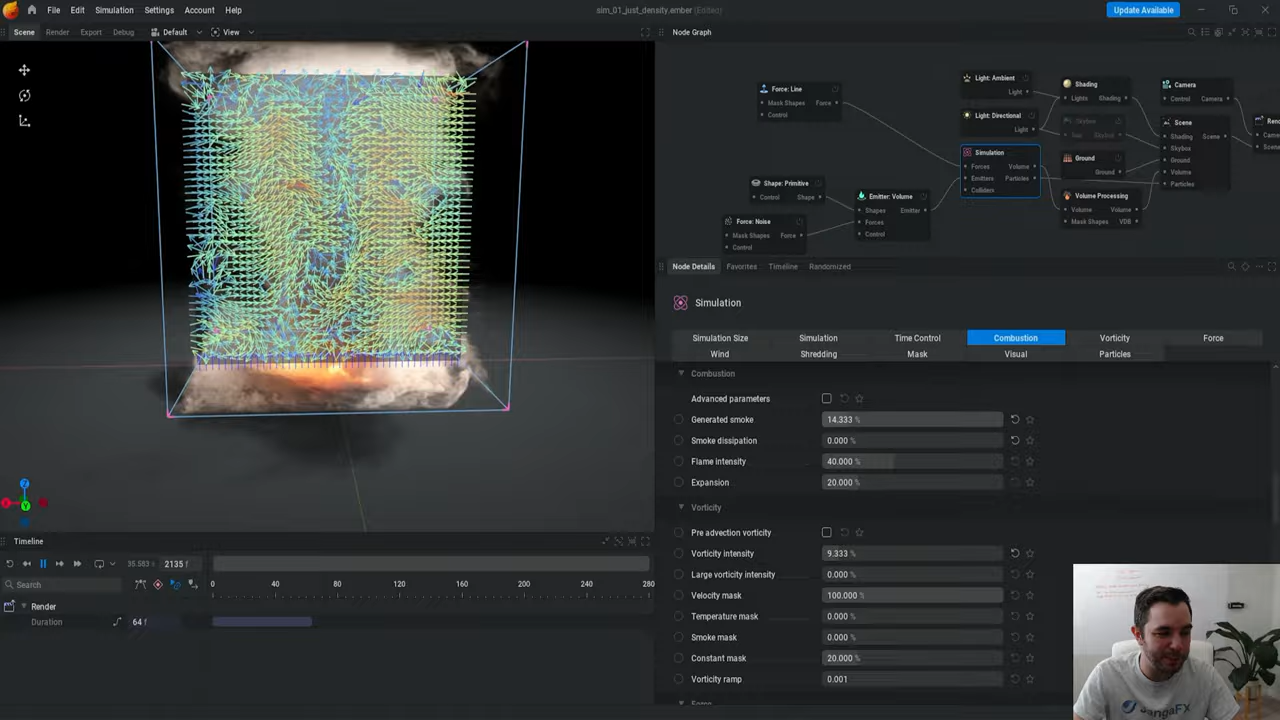 File Edit Simulation Settings Account Help
sim_01_just_density.ember (Edited)
Update Available
Scene Render Export Debug Default View
Node Graph
Force: Line
Mask Shapes Force
Control
Light: Ambient
Light
Light: Directional
Light
Shading
Lights Shading
Skybox
Skybox
Camera
Control Camera
Scene
Shading Scene
Skybox
Ground
Volume
Particles
Camera
Scene
Simulation
Forces Volume
Emitters Particles
Colliders
Ground
Ground
Shape: Primitive
Control Shape
Emitter: Volume
Shapes Emitter
Forces
Control
Volume Processing
Volume Volume
Mask Shapes VDB
Force: Noise
Mask Shapes Force
Control
Node Details Favorites Timeline Randomized
Simulation
Simulation Size Simulation Time Control Combustion Vorticity Force
Wind Shredding Mask Visual Particles
Combustion
Advanced parameters
Generated smoke 14.333 %
Smoke dissipation 0.000 %
Flame intensity 40.000 %
Expansion 20.000 %
Vorticity
Pre advection vorticity
Vorticity intensity 9.333 %
Large vorticity intensity 0.000 %
Velocity mask 100.000 %
Temperature mask 0.000 %
Smoke mask 0.000 %
Constant mask 20.000 %
Vorticity ramp 0.001
Z
X
Y
Timeline
35.583 s 2135 f
Search
0 40 80 120 160 200 240 280
Render
Duration 64 f